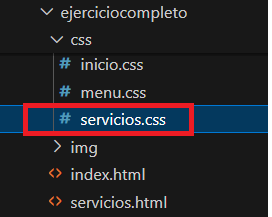 ejerciciocompleto
css
# inicio.css
# menu.css
# servicios.css
img
<> index.html
<> servicios.html